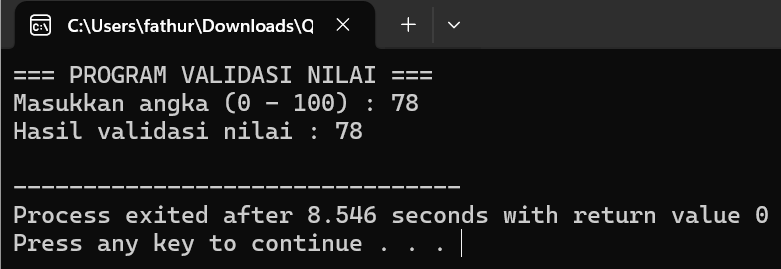 C:\Users\fathur\Downloads\Q
=== PROGRAM VALIDASI NILAI ===
Masukkan angka (0 - 100) : 78
Hasil validasi nilai : 78
--------------------------------
Process exited after 8.546 seconds with return value 0
Press any key to continue . . .